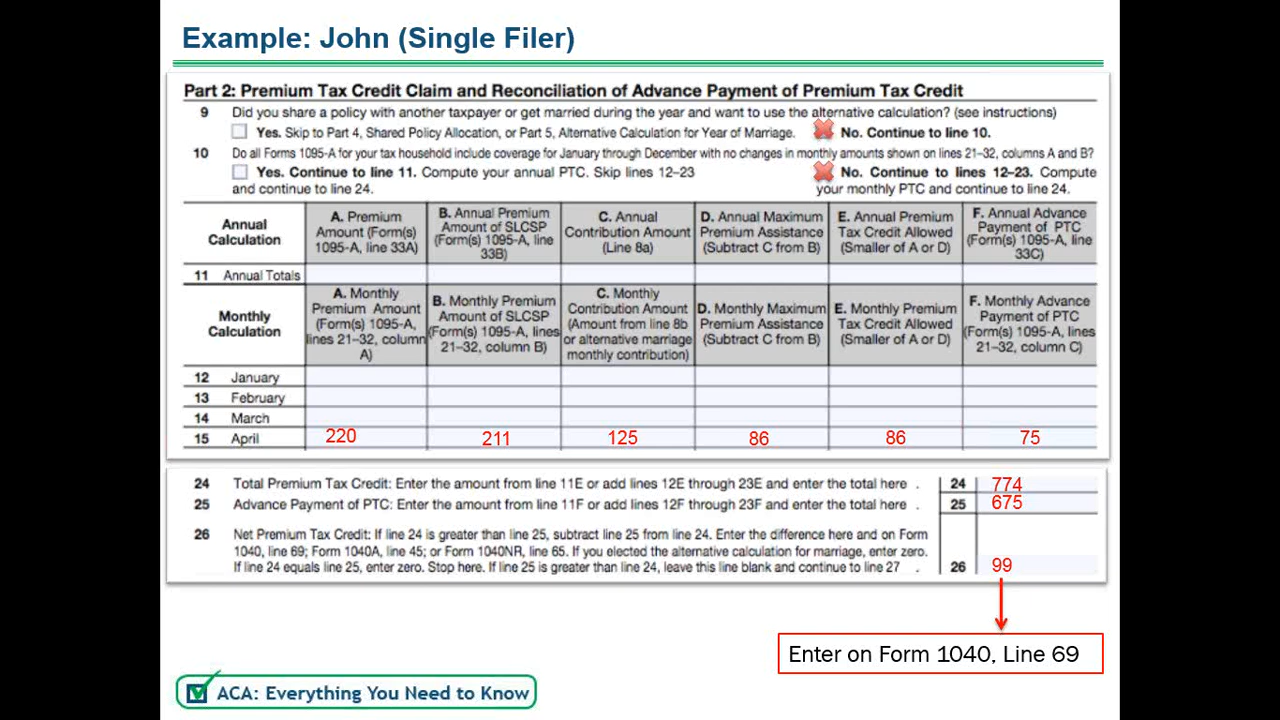 Example: John (Single Filer)
Part 2: Premium Tax Credit Claim and Reconciliation of Advance Payment of Premium Tax Credit
9 Did you share a policy with another taxpayer or get married during the year and want to use the alternative calculation? (see instructions)
Yes. Skip to Part 4, Shared Policy Allocation, or Part 5, Alternative Calculation for Year of Marriage. No. Continue to line 10.
10 Do all Forms 1095-A for your tax household include coverage for January through December with no changes in monthly amounts shown on lines 21–32, columns A and B?
Yes. Continue to line 11. Compute your annual PTC. Skip lines 12–23
and continue to line 24.
No. Continue to lines 12–23. Compute
your monthly PTC and continue to line 24.
Annual
Calculation
A. Premium
Amount (Form(s)
1095-A, line 33A)
B. Annual Premium
Amount of SLCSP
(Form(s) 1095-A, line
33B)
C. Annual
Contribution Amount
(Line 8a)
D. Annual Maximum
Premium Assistance
(Subtract C from B)
E. Annual Premium
Tax Credit Allowed
(Smaller of A or D)
F. Annual Advance
Payment of PTC
(Form(s) 1095-A, line
33C)
11 Annual Totals
Monthly
Calculation
A. Monthly
Premium Amount
(Form(s) 1095-A,
lines 21–32, column
A)
B. Monthly Premium
Amount of SLCSP
(Form(s) 1095-A, lines
21–32, column B)
C. Monthly
Contribution Amount
(Amount from line 8b
or alternative marriage
monthly contribution)
D. Monthly Maximum
Premium Assistance
(Subtract C from B)
E. Monthly Premium
Tax Credit Allowed
(Smaller of A or D)
F. Monthly Advance
Payment of PTC
(Form(s) 1095-A, lines
21–32, column C)
12 January
13 February
14 March
15 April 220 211 125 86 86 75
24 Total Premium Tax Credit: Enter the amount from line 11E or add lines 12E through 23E and enter the total here . 24 774
25 Advance Payment of PTC: Enter the amount from line 11F or add lines 12F through 23F and enter the total here . 25 675
26 Net Premium Tax Credit: If line 24 is greater than line 25, subtract line 25 from line 24. Enter the difference here and on Form
1040, line 69; Form 1040A, line 45; or Form 1040NR, line 65. If you elected the alternative calculation for marriage, enter zero.
If line 24 equals line 25, enter zero. Stop here. If line 25 is greater than line 24, leave this line blank and continue to line 27 . 26 99
Enter on Form 1040, Line 69
ACA: Everything You Need to Know